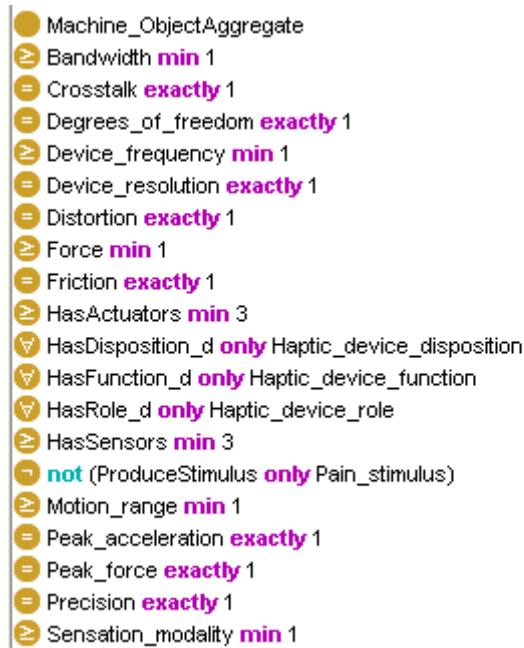 Machine_ObjectAggregate
≥ Bandwidth min 1
= Crosstalk exactly 1
= Degrees_of_freedom exactly 1
≥ Device_frequency min 1
= Device_resolution exactly 1
= Distortion exactly 1
≥ Force min 1
= Friction exactly 1
≥ HasActuators min 3
∀ HasDisposition_d only Haptic_device_disposition
∀ HasFunction_d only Haptic_device_function
∀ HasRole_d only Haptic_device_role
≥ HasSensors min 3
¬ not (ProduceStimulus only Pain_stimulus)
≥ Motion_range min 1
= Peak_acceleration exactly 1
= Peak_force exactly 1
= Precision exactly 1
≥ Sensation_modality min 1